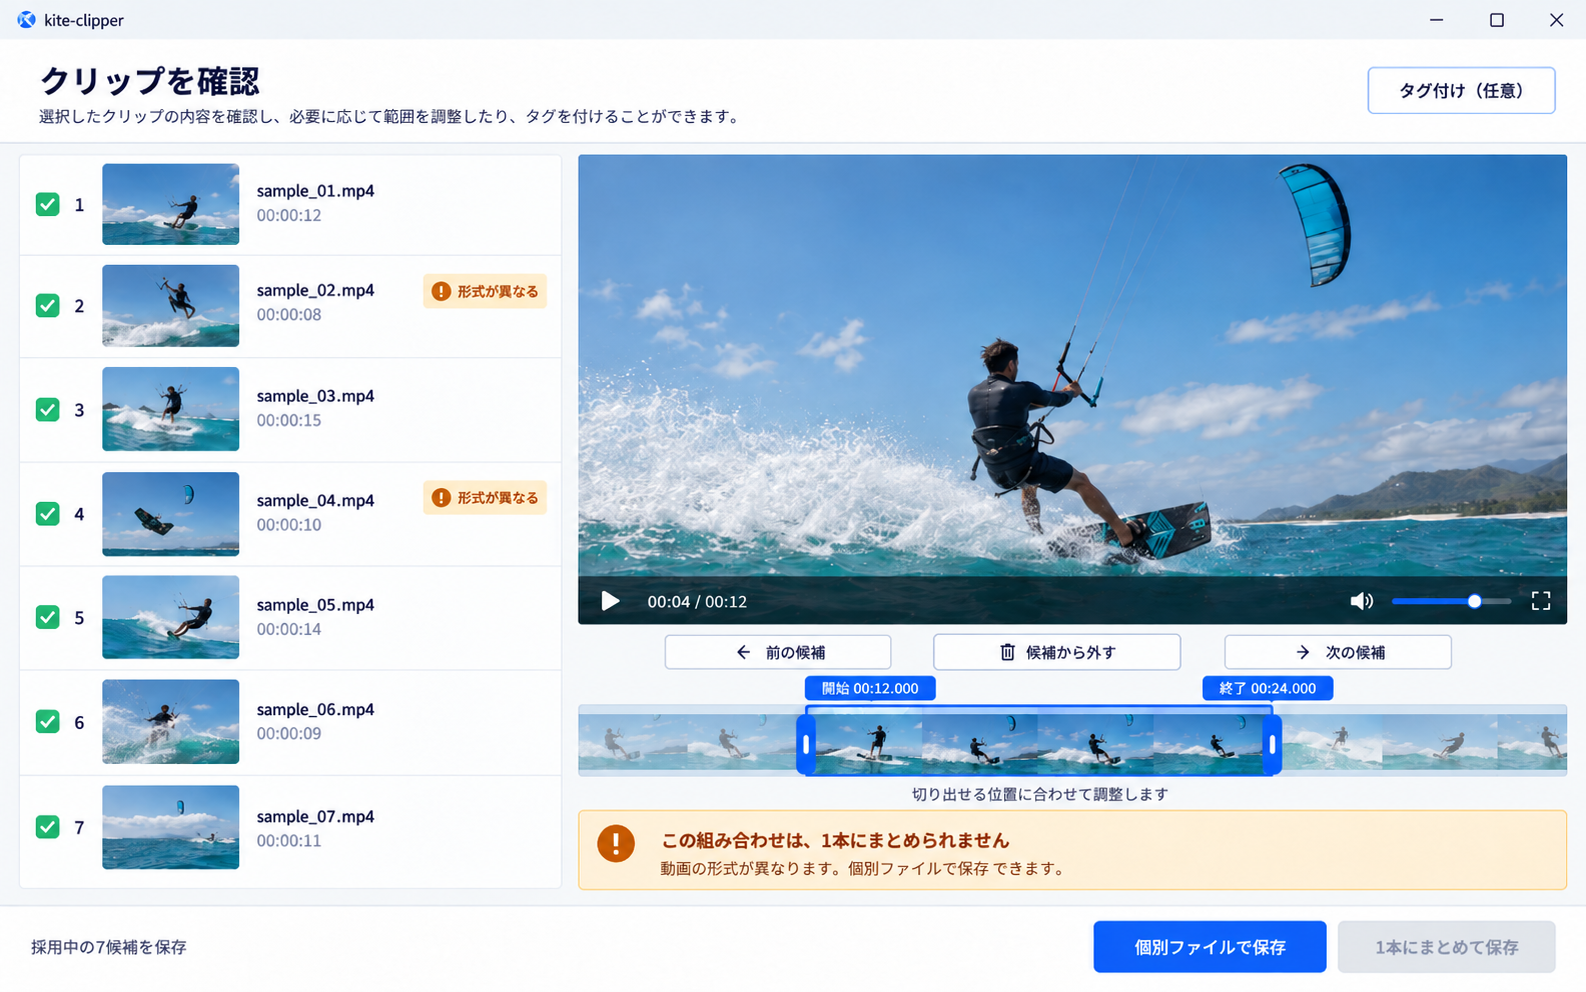 kite-clipper
クリップを確認
選択したクリップの内容を確認し、必要に応じて範囲を調整したり、タグを付けることができます。
タグ付け（任意）
1
sample_01.mp4
00:00:12
2
sample_02.mp4
00:00:08
形式が異なる
3
sample_03.mp4
00:00:15
4
sample_04.mp4
00:00:10
形式が異なる
5
sample_05.mp4
00:00:14
6
sample_06.mp4
00:00:09
7
sample_07.mp4
00:00:11
00:04 / 00:12
前の候補
候補から外す
次の候補
開始 00:12.000
終了 00:24.000
切り出せる位置に合わせて調整します
この組み合わせは、1本にまとめられません
動画の形式が異なります。個別ファイルで保存 できます。
採用中の7候補を保存
個別ファイルで保存
1本にまとめて保存